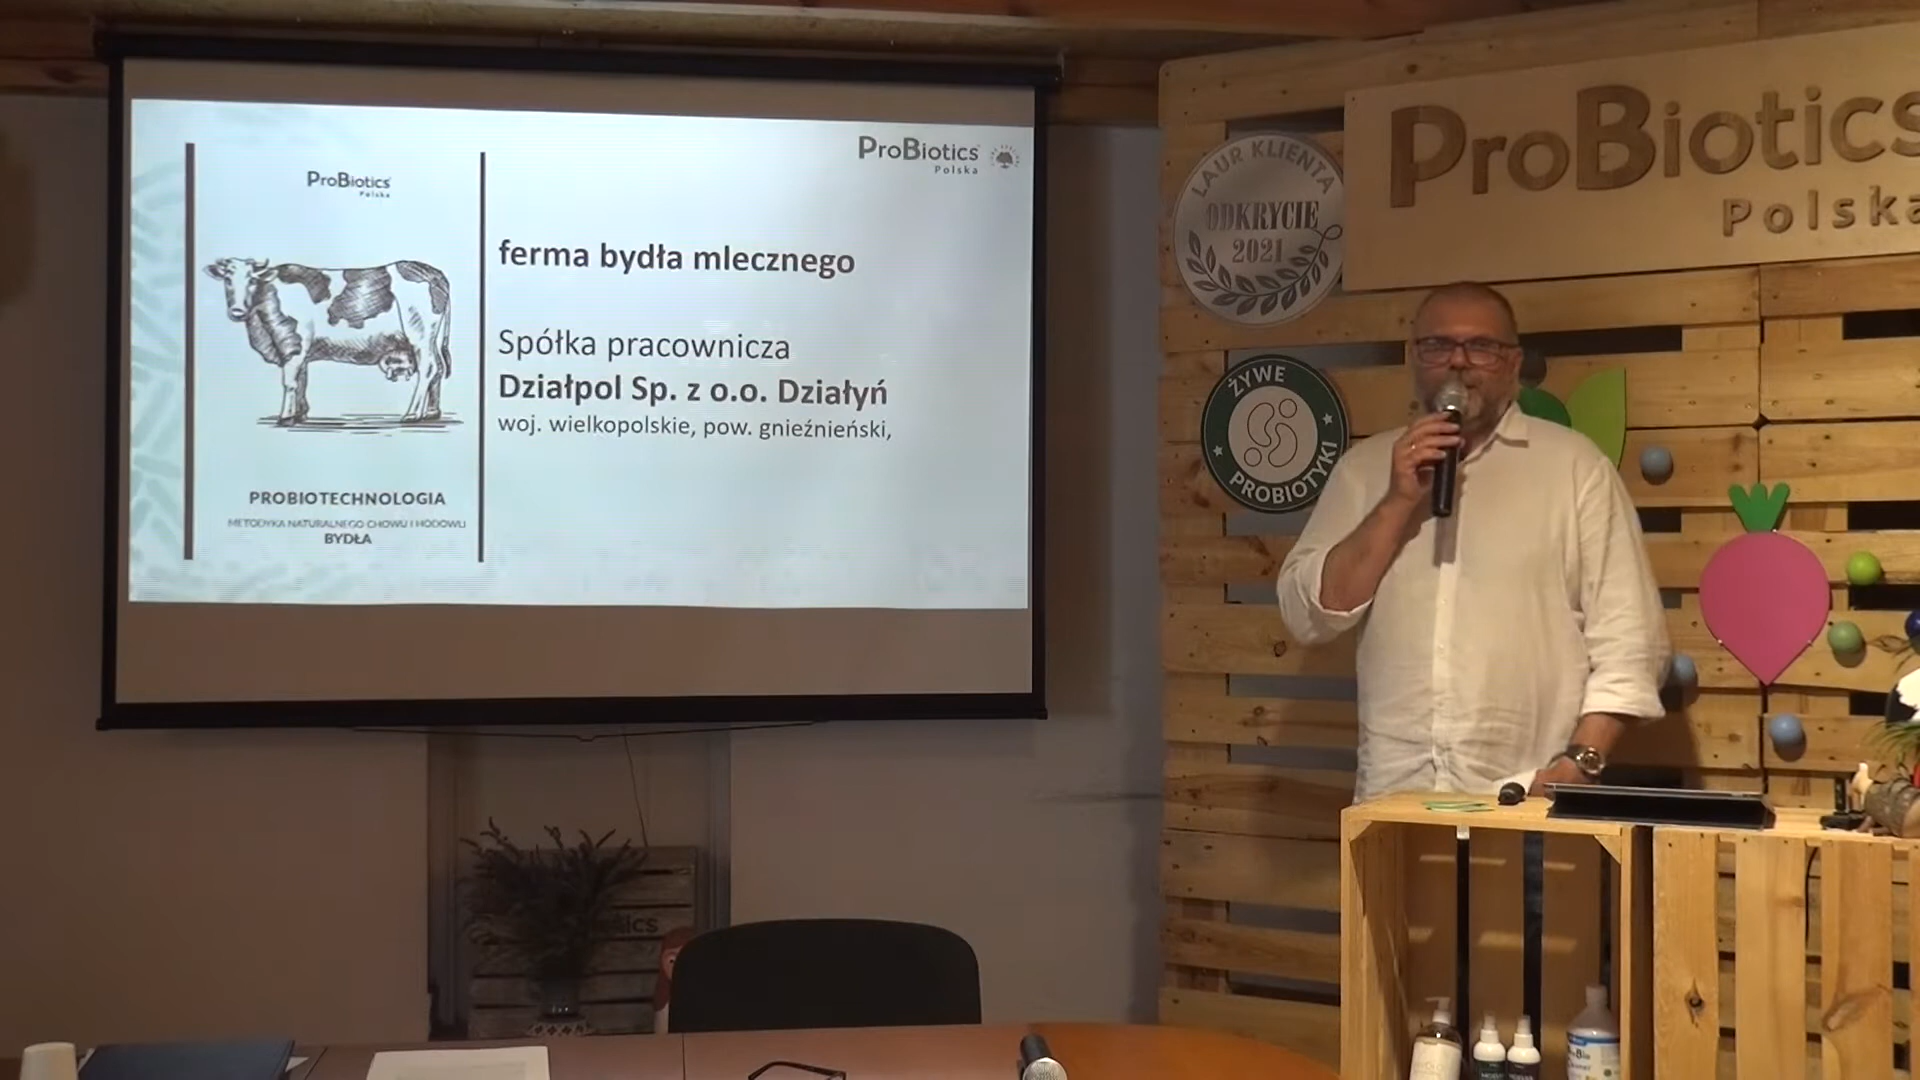 ProBiotics
Polska
PROBIOTECHNOLOGIA
METODYKA NATURALNEGO CHOWU I HODOWLI
BYDŁA
ProBiotics
Polska
ferma bydła mlecznego
Spółka pracownicza
Działpol Sp. z o.o. Działyń
woj. wielkopolskie, pow. gnieźnieński,
LAUR KLIENTA
ODKRYCIE
2021
ProBiotics
Polska
ŻYWE
PROBIOTYKI